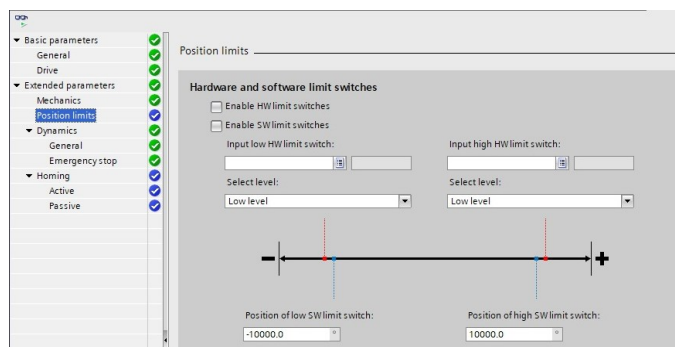 Basic parameters
General
Drive
Extended parameters
Mechanics
Position limits
Dynamics
General
Emergency stop
Homing
Active
Passive
Position limits
Hardware and software limit switches
Enable HW limit switches
Enable SW limit switches
Input low HW limit switch:
Input high HW limit switch:
Select level:
Select level:
Low level
Low level
Position of low SW limit switch:
Position of high SW limit switch:
-10000.0 °
10000.0 °